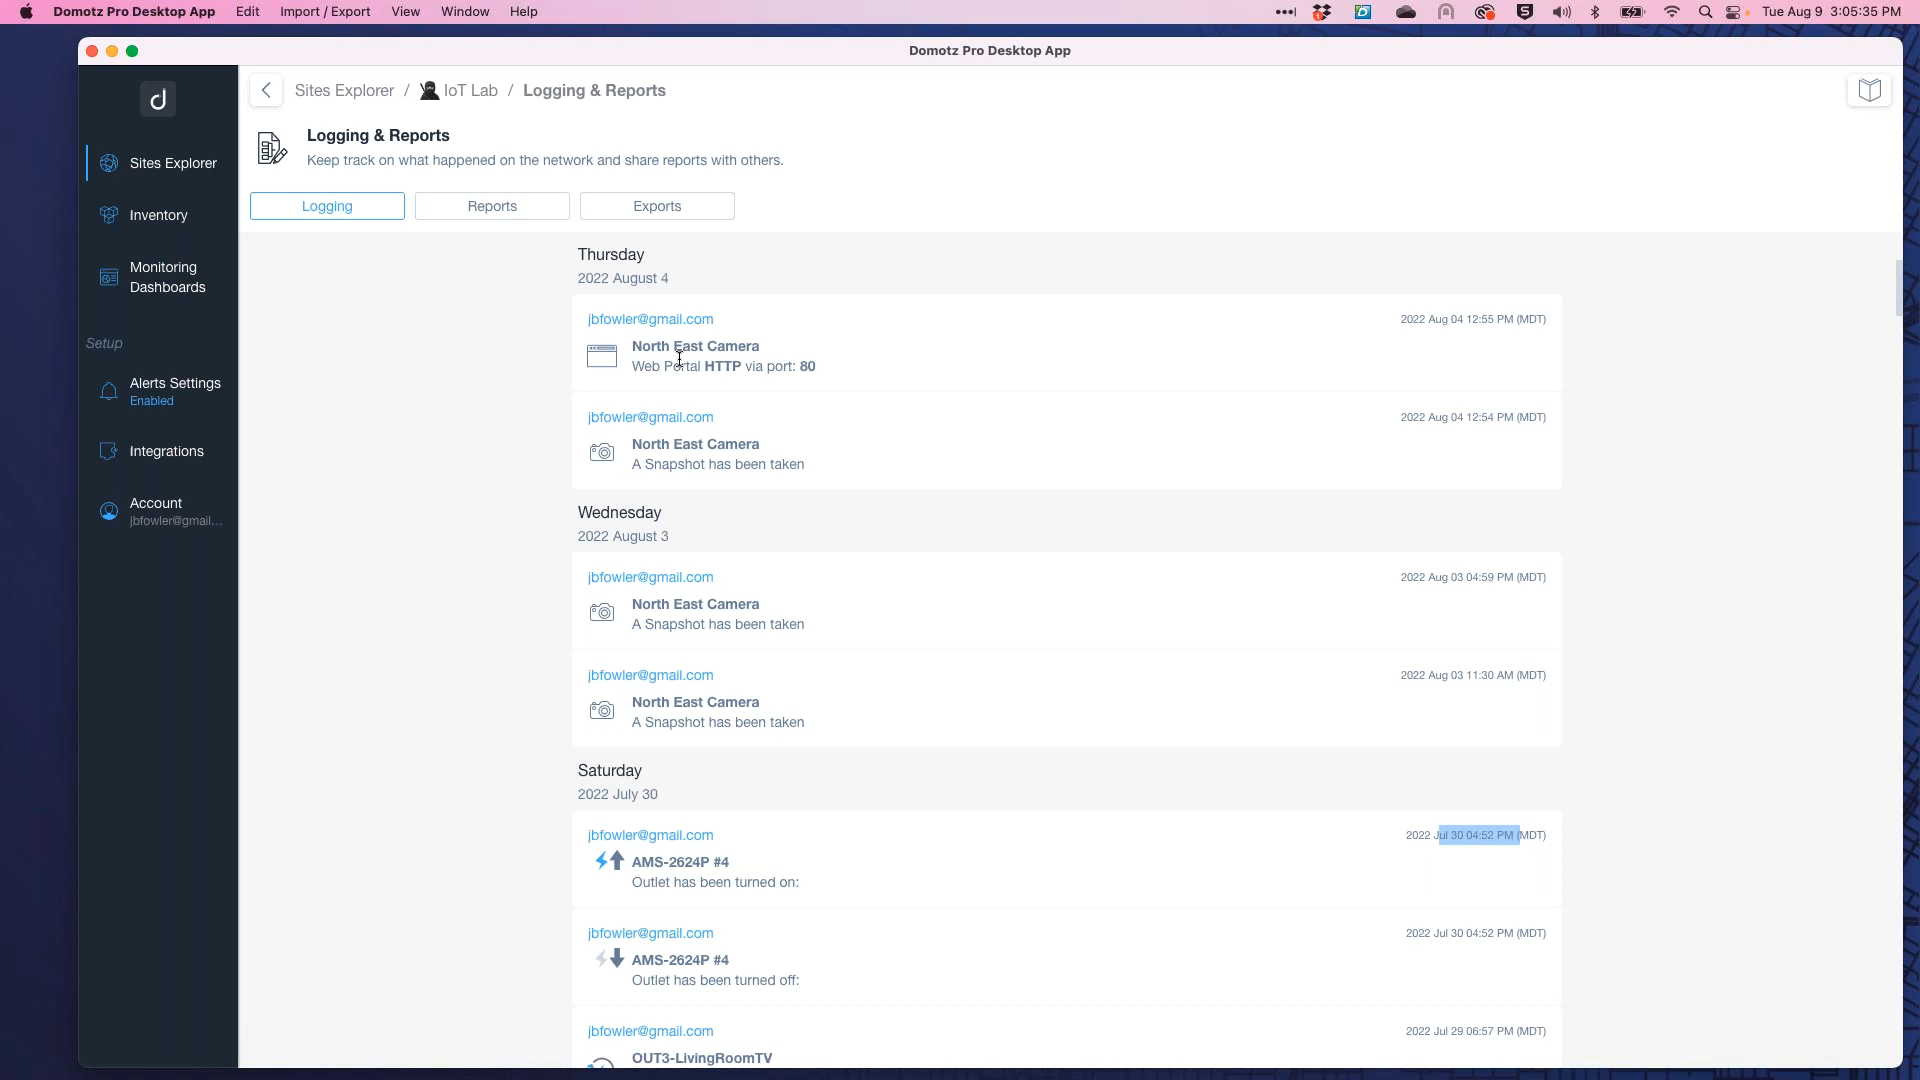 Domotz Pro Desktop App Edit Import / Export View Window Help Tue Aug 9 3:05:35 PM
Domotz Pro Desktop App
Sites Explorer / IoT Lab / Logging & Reports
Logging & Reports
Keep track on what happened on the network and share reports with others.
Logging Reports Exports
Sites Explorer
Inventory
Monitoring
Dashboards
Setup
Alerts Settings
Enabled
Integrations
Account
jbfowler@gmail...
Thursday
2022 August 4
jbfowler@gmail.com 2022 Aug 04 12:55 PM (MDT)
North East Camera
Web Portal HTTP via port: 80
jbfowler@gmail.com 2022 Aug 04 12:54 PM (MDT)
North East Camera
A Snapshot has been taken
Wednesday
2022 August 3
jbfowler@gmail.com 2022 Aug 03 04:59 PM (MDT)
North East Camera
A Snapshot has been taken
jbfowler@gmail.com 2022 Aug 03 11:30 AM (MDT)
North East Camera
A Snapshot has been taken
Saturday
2022 July 30
jbfowler@gmail.com 2022 Jul 30 04:52 PM (MDT)
AMS-2624P #4
Outlet has been turned on:
jbfowler@gmail.com 2022 Jul 30 04:52 PM (MDT)
AMS-2624P #4
Outlet has been turned off:
jbfowler@gmail.com 2022 Jul 29 06:57 PM (MDT)
OUT3-LivingRoomTV